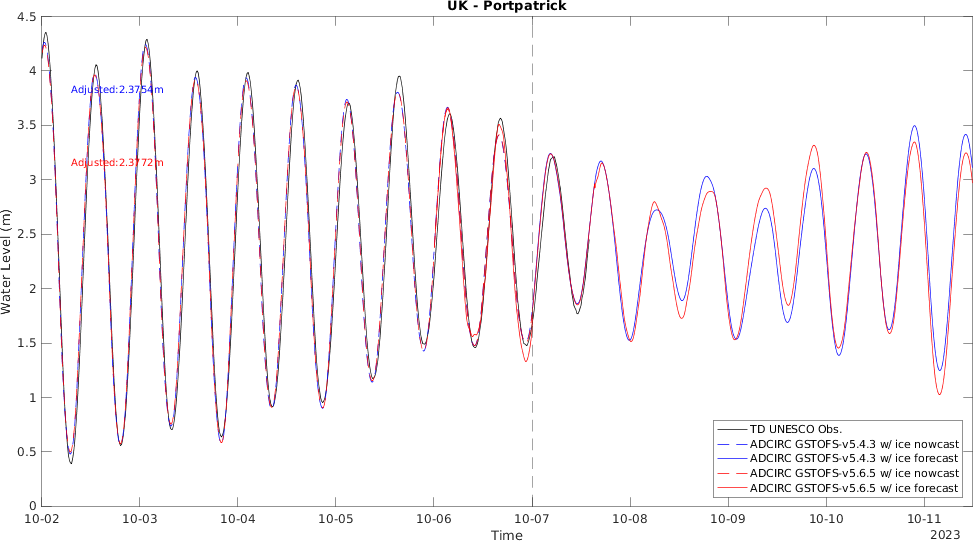 UK - Portpatrick
4.5
4
3.5
3
2.5
2
1.5
1
0.5
0
Water Level (m)
Adjusted:2.3754m
Adjusted:2.3772m
TD UNESCO Obs.
ADCIRC GSTOFS-v5.4.3 w/ ice nowcast
ADCIRC GSTOFS-v5.4.3 w/ ice forecast
ADCIRC GSTOFS-v5.6.5 w/ ice nowcast
ADCIRC GSTOFS-v5.6.5 w/ ice forecast
10-02 10-03 10-04 10-05 10-06 10-07 10-08 10-09 10-10 10-11
Time
2023